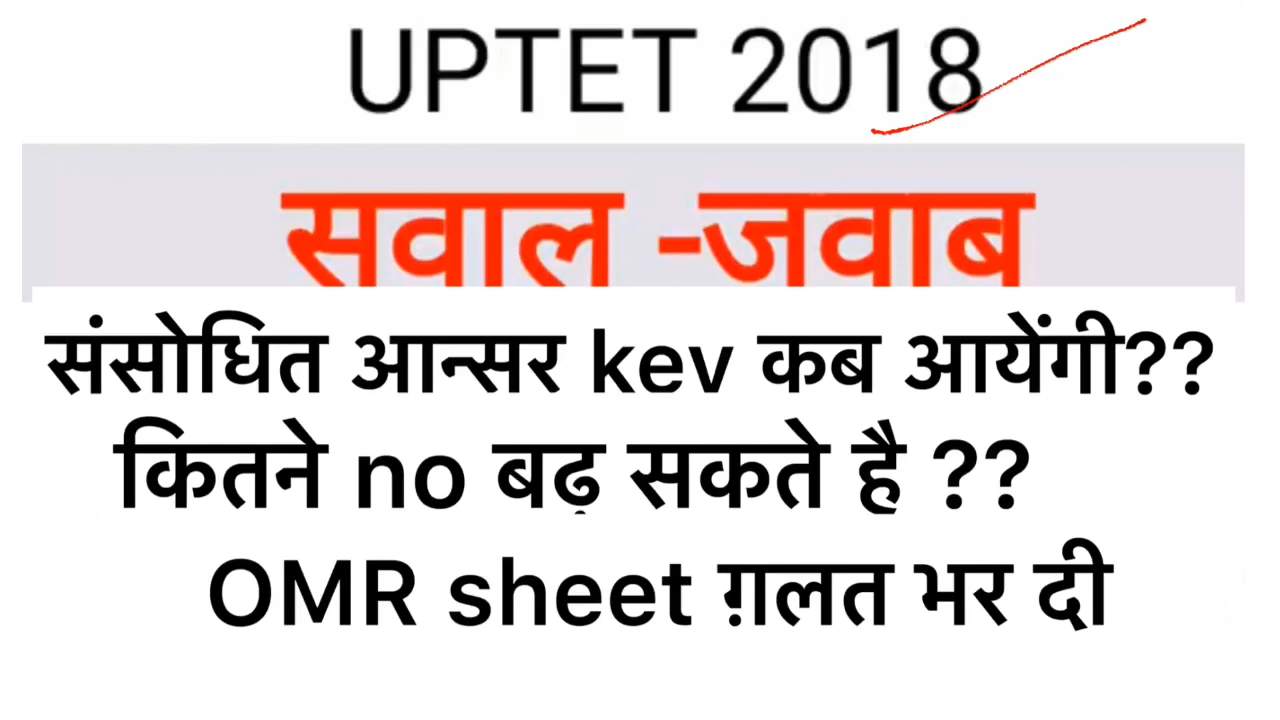 UPTET 2018
सवाल -जवाब
संसोधित आन्सर kev कब आयेंगी??
कितने no बढ़ सकते है ??
OMR sheet ग़लत भर दी